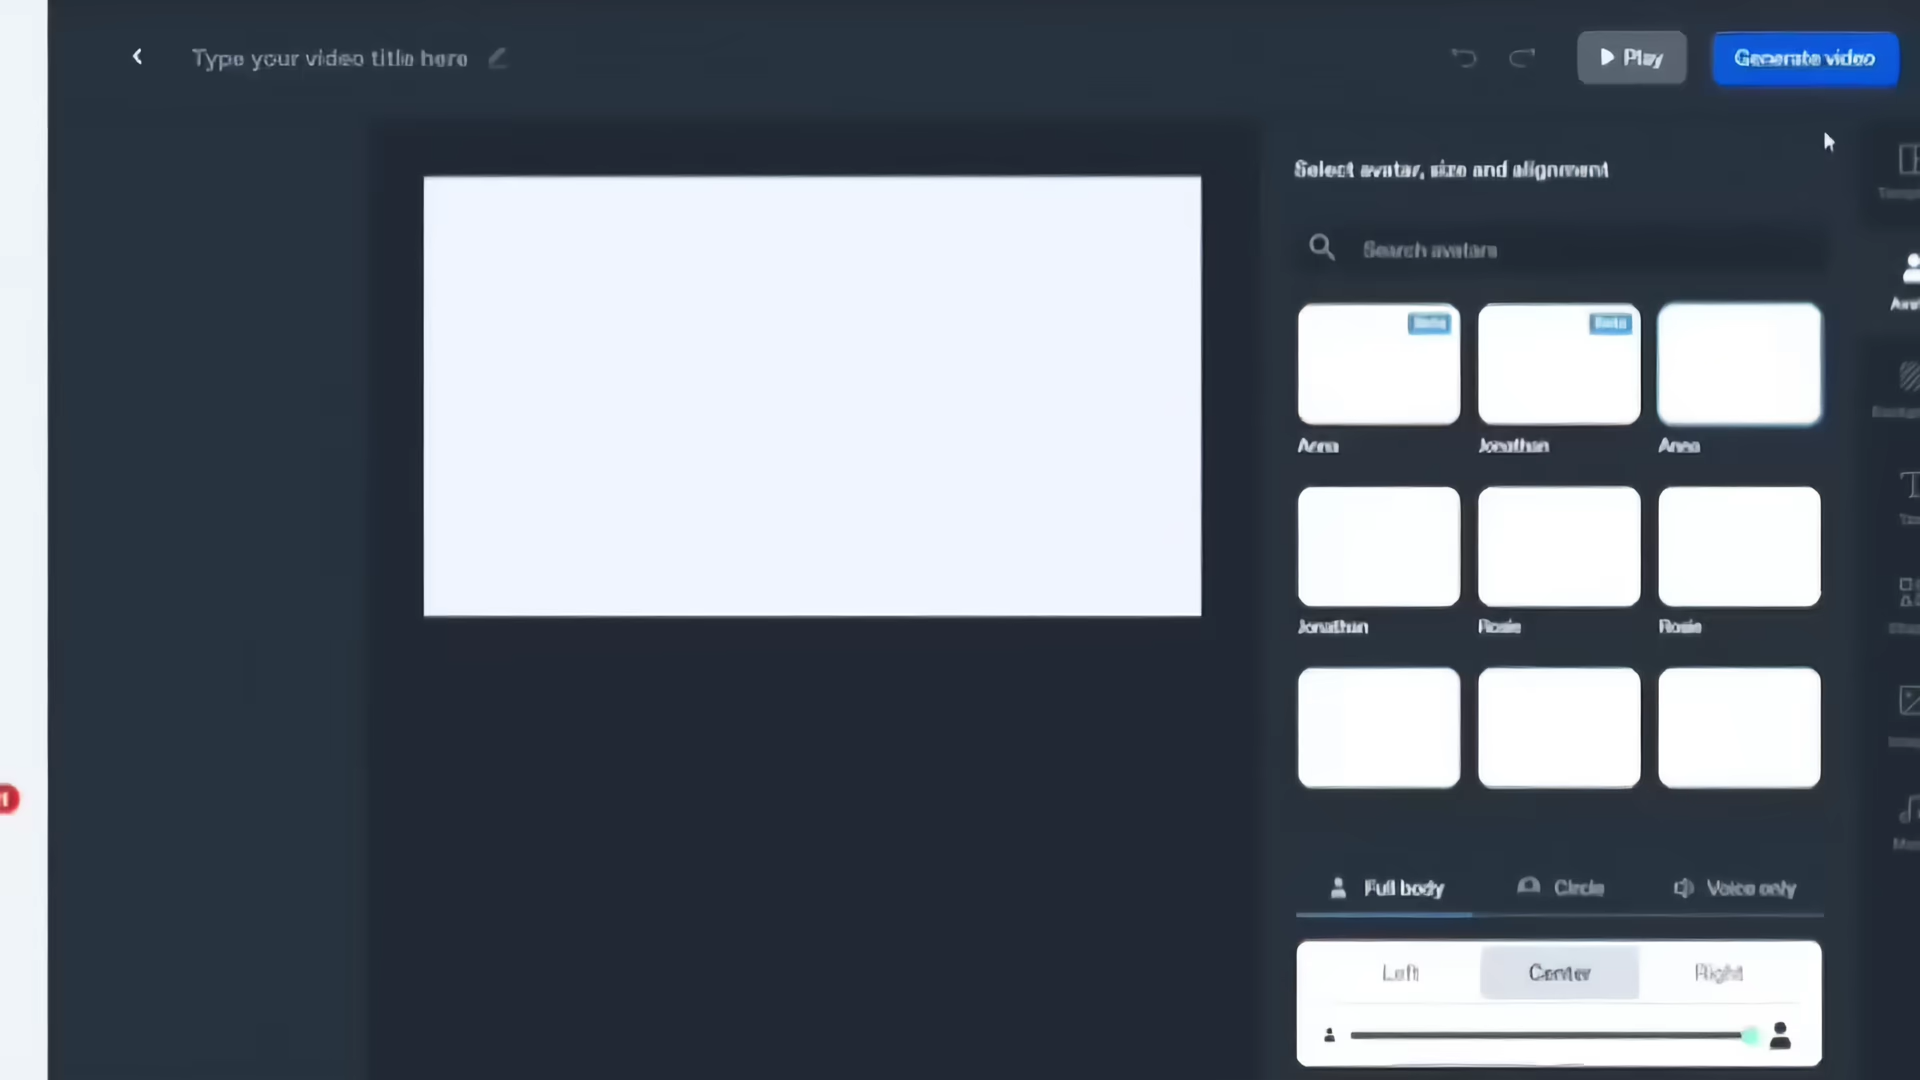 Type your video title here
Play
Generate video
Select avatar, size and alignment
Search avatars
Anna
Jonathan
Anna
Jonathan
Rosie
Rosie
Full body
Circle
Voice only
Left
Center
Right